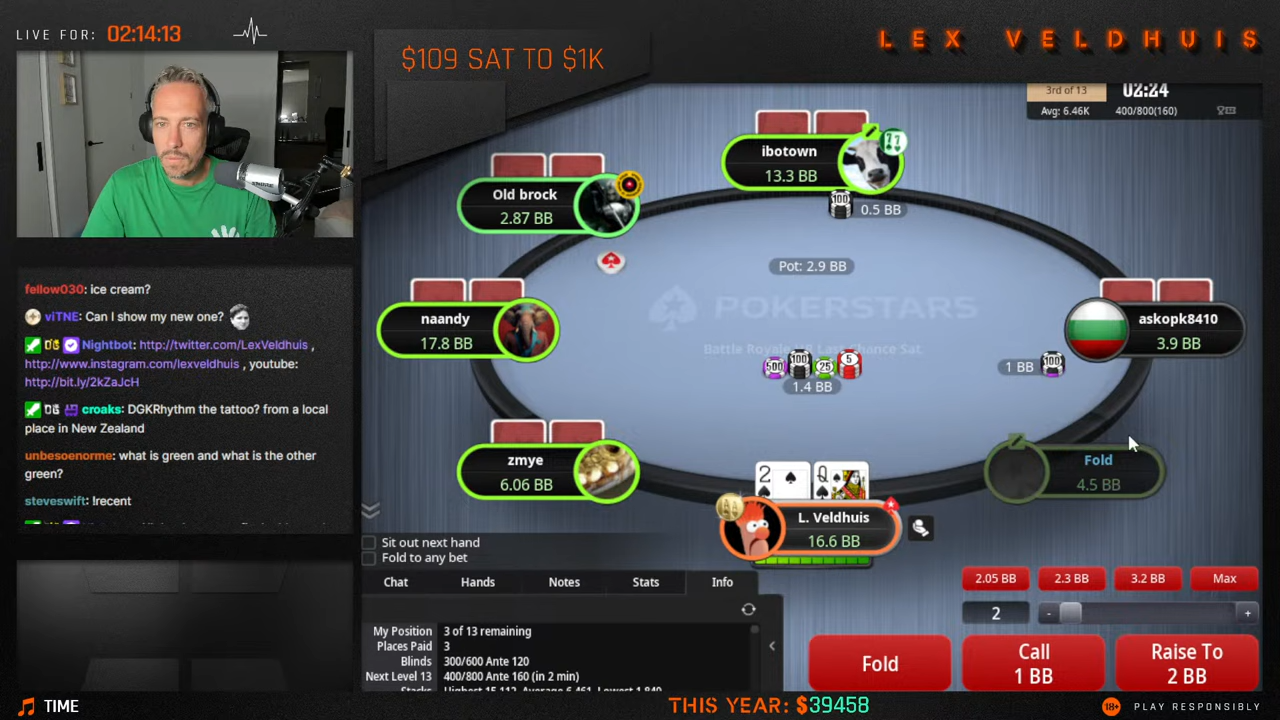 LIVE FOR: 02:14:13
$109 SAT TO $1K
LEX VELDHUIS
3rd of 13
02:24
Avg: 6.46K
400/800(160)
ibotown
13.3 BB
100
0.5 BB
Old brock
2.87 BB
Pot: 2.9 BB
naandy
17.8 BB
POKERSTARS
askopk8410
3.9 BB
1 BB
100
500
100
25
5
1.4 BB
zmye
6.06 BB
Fold
4.5 BB
2
Q
L. Veldhuis
16.6 BB
fellow030: ice cream?
viTNE: Can I show my new one?
Nightbot: http://twitter.com/LexVeldhuis ,
http://www.instagram.com/lexveldhuis , youtube:
http://bit.ly/2kZaJcH
croaks: DGKRhythm the tattoo? from a local
place in New Zealand
unbesoenorme: what is green and what is the other
green?
steveswift: !recent
Sit out next hand
Fold to any bet
Chat
Hands
Notes
Stats
Info
My Position 3 of 13 remaining
Places Paid 3
Blinds 300/600 Ante 120
Next Level 13 400/800 Ante 160 (in 2 min)
2.05 BB
2.3 BB
3.2 BB
Max
2
-
+
Fold
Call
1 BB
Raise To
2 BB
TIME
THIS YEAR: $39458
18+ PLAY RESPONSIBLY